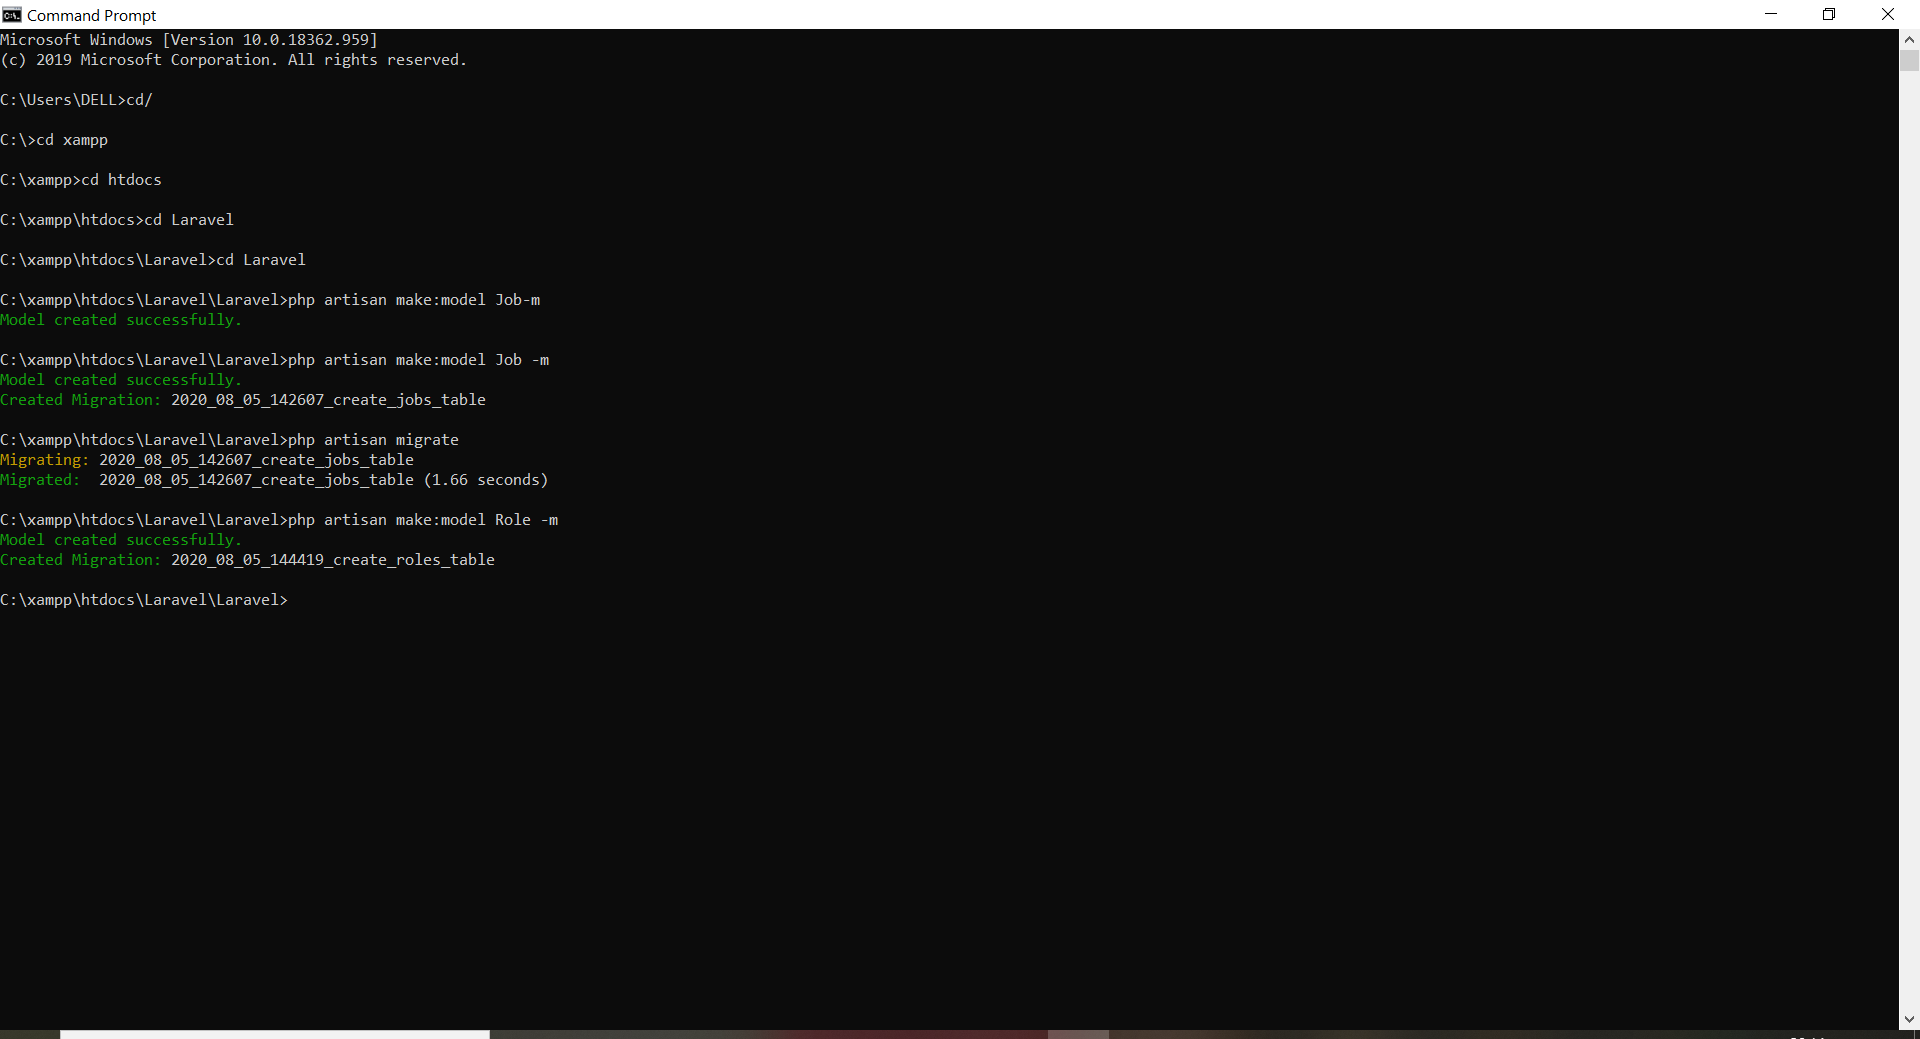 Command Prompt
Microsoft Windows [Version 10.0.18362.959]
(c) 2019 Microsoft Corporation. All rights reserved.
C:\Users\DELL>cd/
C:\>cd xampp
C:\xampp>cd htdocs
C:\xampp\htdocs>cd Laravel
C:\xampp\htdocs\Laravel>cd Laravel
C:\xampp\htdocs\Laravel\Laravel>php artisan make:model Job-m
Model created successfully.
C:\xampp\htdocs\Laravel\Laravel>php artisan make:model Job -m
Model created successfully.
Created Migration: 2020_08_05_142607_create_jobs_table
C:\xampp\htdocs\Laravel\Laravel>php artisan migrate
Migrating: 2020_08_05_142607_create_jobs_table
Migrated:  2020_08_05_142607_create_jobs_table (1.66 seconds)
C:\xampp\htdocs\Laravel\Laravel>php artisan make:model Role -m
Model created successfully.
Created Migration: 2020_08_05_144419_create_roles_table
C:\xampp\htdocs\Laravel\Laravel>